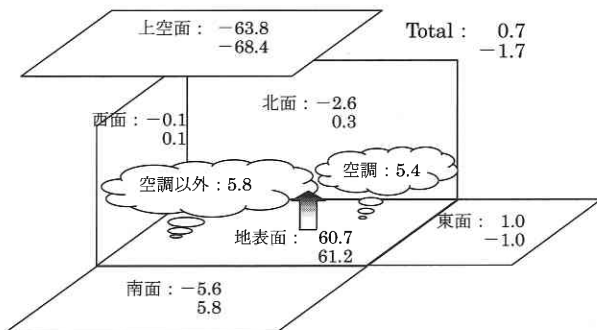 上空面： −63.8
−68.4
Total： 0.7
−1.7
西面：−0.1
0.1
北面：−2.6
0.3
空調以外：5.8
空調：5.4
地表面： 60.7
61.2
東面： 1.0
−1.0
南面：−5.6
5.8